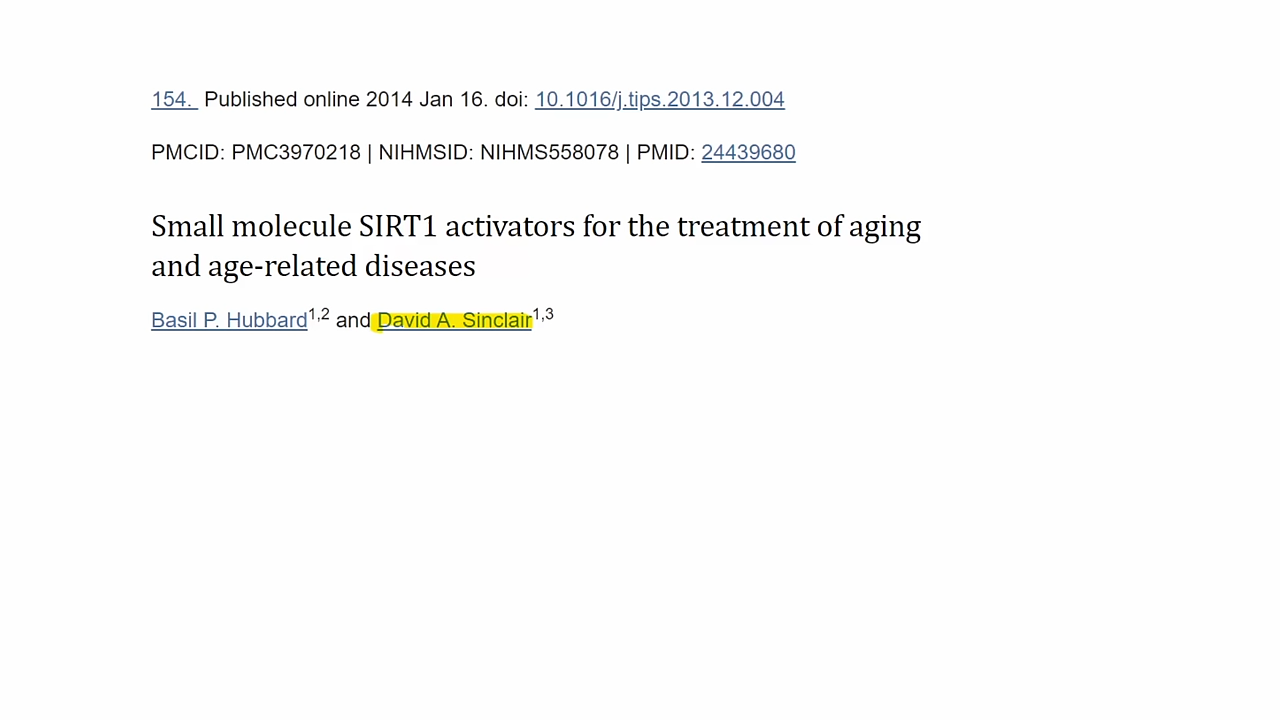 154. Published online 2014 Jan 16. doi: 10.1016/j.tips.2013.12.004
PMCID: PMC3970218 | NIHMSID: NIHMS558078 | PMID: 24439680
Small molecule SIRT1 activators for the treatment of aging
and age-related diseases
Basil P. Hubbard1,2 and David A. Sinclair1,3